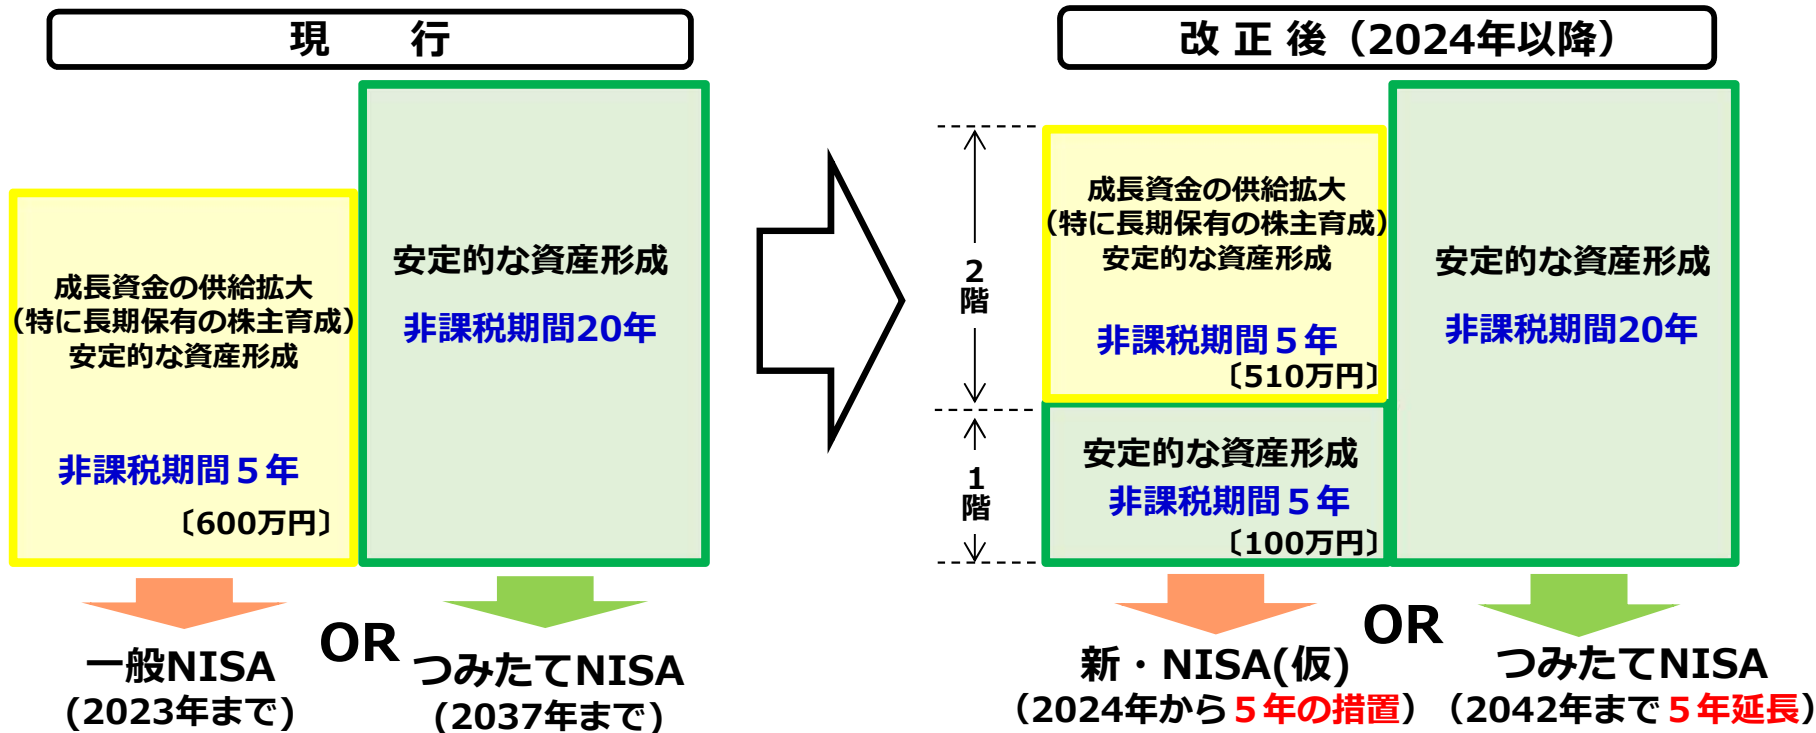 現　行
成長資金の供給拡大
（特に長期保有の株主育成）
安定的な資産形成
非課税期間５年
〔600万円〕
安定的な資産形成
非課税期間20年
一般NISA
(2023年まで)
OR
つみたてNISA
(2037年まで)
改 正 後（2024年以降）
2階
1階
成長資金の供給拡大
（特に長期保有の株主育成）
安定的な資産形成
非課税期間５年
〔510万円〕
安定的な資産形成
非課税期間５年
〔100万円〕
安定的な資産形成
非課税期間20年
新・NISA(仮)
（2024年から５年の措置）
OR
つみたてNISA
（2042年まで５年延長）